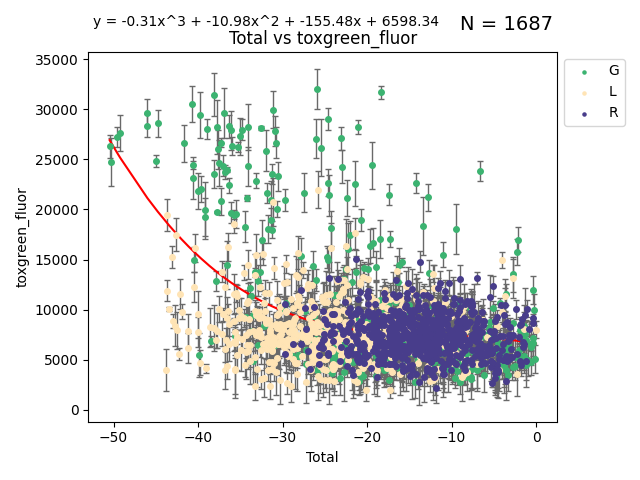 y = -0.31x^3 + -10.98x^2 + -155.48x + 6598.34
N = 1687
Total vs toxgreen_fluor
35000
30000
25000
20000
15000
10000
5000
0
toxgreen_fluor
−50
−40
−30
−20
−10
0
Total
G
L
R